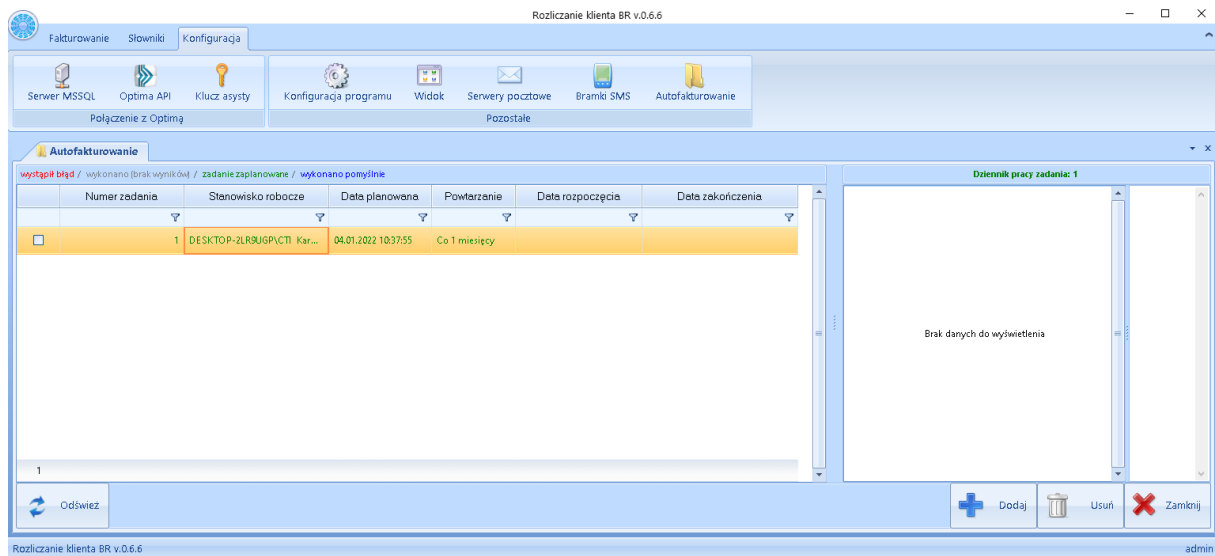 Rozliczanie klienta BR v.0.6.6
Fakturowanie Słowniki Konfiguracja
Serwer MSSQL Optima API Klucz asysty Konfiguracja programu Widok Serwery pocztowe Bramki SMS Autofakturowanie
Połączenie z Optimą Pozostałe
Autofakturowanie
wystąpił błąd / wykonano (brak wyników) / zadanie zaplanowane / wykonano pomyślnie Dziennik pracy zadania: 1
Numer zadania Stanowisko robocze Data planowana Powtarzanie Data rozpoczęcia Data zakończenia
1 DESKTOP-2LR9UGP\CTI Kar... 04.01.2022 10:37:55 Co 1 miesięcy
Brak danych do wyświetlenia
1
Odśwież Dodaj Usuń Zamknij
Rozliczanie klienta BR v.0.6.6 admin